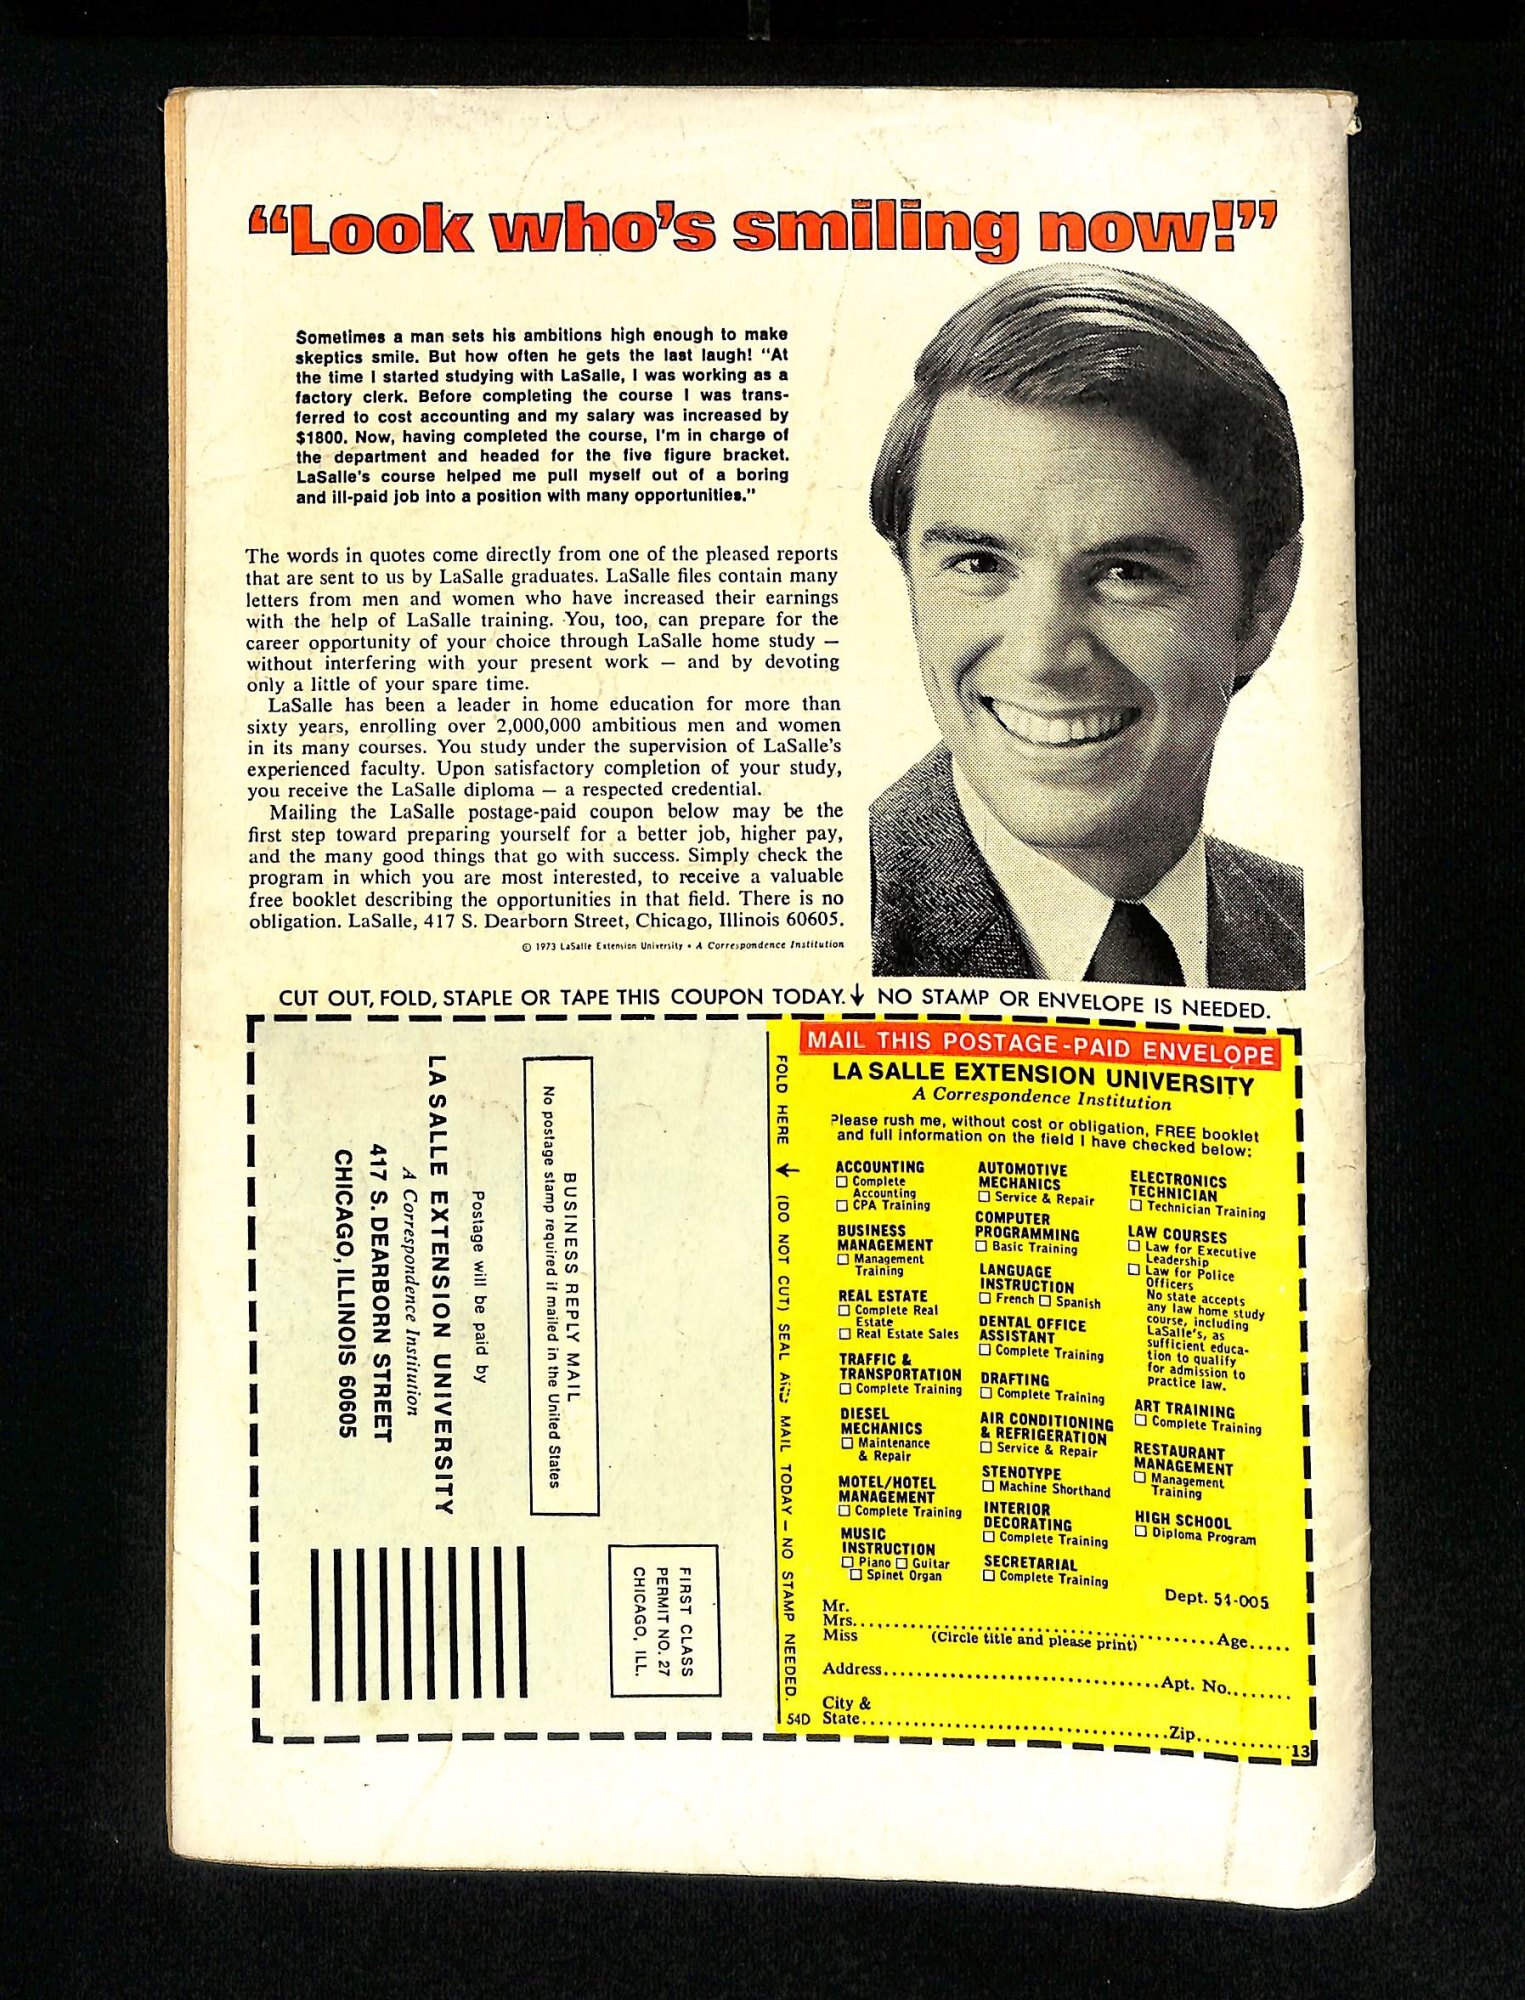 “Look who's smiling now!”
Sometimes a man sets his ambitions high enough to make
skeptics smile. But how often he gets the last laugh! “At
the time I started studying with LaSalle, I was working as a
factory clerk. Before completing the course I was trans-
ferred to cost accounting and my salary was increased by
$1800. Now, having completed the course, I'm in charge of
the department and headed for the five figure bracket.
LaSalle's course helped me pull myself out of a boring
and ill-paid job into a position with many opportunities.”
The words in quotes come directly from one of the pleased reports
that are sent to us by LaSalle graduates. LaSalle files contain many
letters from men and women who have increased their earnings
with the help of LaSalle training. You, too, can prepare for the
career opportunity of your choice through LaSalle home study —
without interfering with your present work — and by devoting
only a little of your spare time.
LaSalle has been a leader in home education for more than
sixty years, enrolling over 2,000,000 ambitious men and women
in its many courses. You study under the supervision of LaSalle's
experienced faculty. Upon satisfactory completion of your study,
you receive the LaSalle diploma — a respected credential.
Mailing the LaSalle postage-paid coupon below may be the
first step toward preparing yourself for a better job, higher pay,
and the many good things that go with success. Simply check the
program in which you are most interested, to receive a valuable
free booklet describing the opportunities in that field. There is no
obligation. LaSalle, 417 S. Dearborn Street, Chicago, Illinois 60605.
© 1973 LaSalle Extension University • A Correspondence Institution
CUT OUT, FOLD, STAPLE OR TAPE THIS COUPON TODAY.↓ NO STAMP OR ENVELOPE IS NEEDED.
FIRST CLASS
PERMIT NO. 27
CHICAGO, ILL.
BUSINESS REPLY MAIL
No postage stamp required if mailed in the United States
Postage will be paid by
LA SALLE EXTENSION UNIVERSITY
A Correspondence Institution
417 S. DEARBORN STREET
CHICAGO, ILLINOIS 60605
FOLD HERE ↓ (DO NOT CUT) SEAL AND MAIL TODAY – NO STAMP NEEDED.
MAIL THIS POSTAGE-PAID ENVELOPE
LA SALLE EXTENSION UNIVERSITY
A Correspondence Institution
Please rush me, without cost or obligation, FREE booklet
and full information on the field I have checked below:
ACCOUNTING
☐ Complete
Accounting
☐ CPA Training
BUSINESS
MANAGEMENT
☐ Management
Training
REAL ESTATE
☐ Complete Real
Estate
☐ Real Estate Sales
TRAFFIC &
TRANSPORTATION
☐ Complete Training
DIESEL
MECHANICS
☐ Maintenance
& Repair
MOTEL/HOTEL
MANAGEMENT
☐ Complete Training
MUSIC
INSTRUCTION
☐ Piano ☐ Guitar
☐ Spinet Organ
AUTOMOTIVE
MECHANICS
☐ Service & Repair
COMPUTER
PROGRAMMING
☐ Basic Training
LANGUAGE
INSTRUCTION
☐ French ☐ Spanish
DENTAL OFFICE
ASSISTANT
☐ Complete Training
DRAFTING
☐ Complete Training
AIR CONDITIONING
& REFRIGERATION
☐ Service & Repair
STENOTYPE
☐ Machine Shorthand
INTERIOR
DECORATING
☐ Complete Training
SECRETARIAL
☐ Complete Training
ELECTRONICS
TECHNICIAN
☐ Technician Training
LAW COURSES
☐ Law for Executive
Leadership
☐ Law for Police
Officers
No state accepts
any law home study
course, including
LaSalle's, as
sufficient educa-
tion to qualify
for admission to
practice law.
ART TRAINING
☐ Complete Training
RESTAURANT
MANAGEMENT
☐ Management
Training
HIGH SCHOOL
☐ Diploma Program
Dept. 54-005
Mr.
Mrs.......................................Age.....
Miss (Circle title and please print)
Address..............................Apt. No........
City &
54D State..................................Zip...........
13